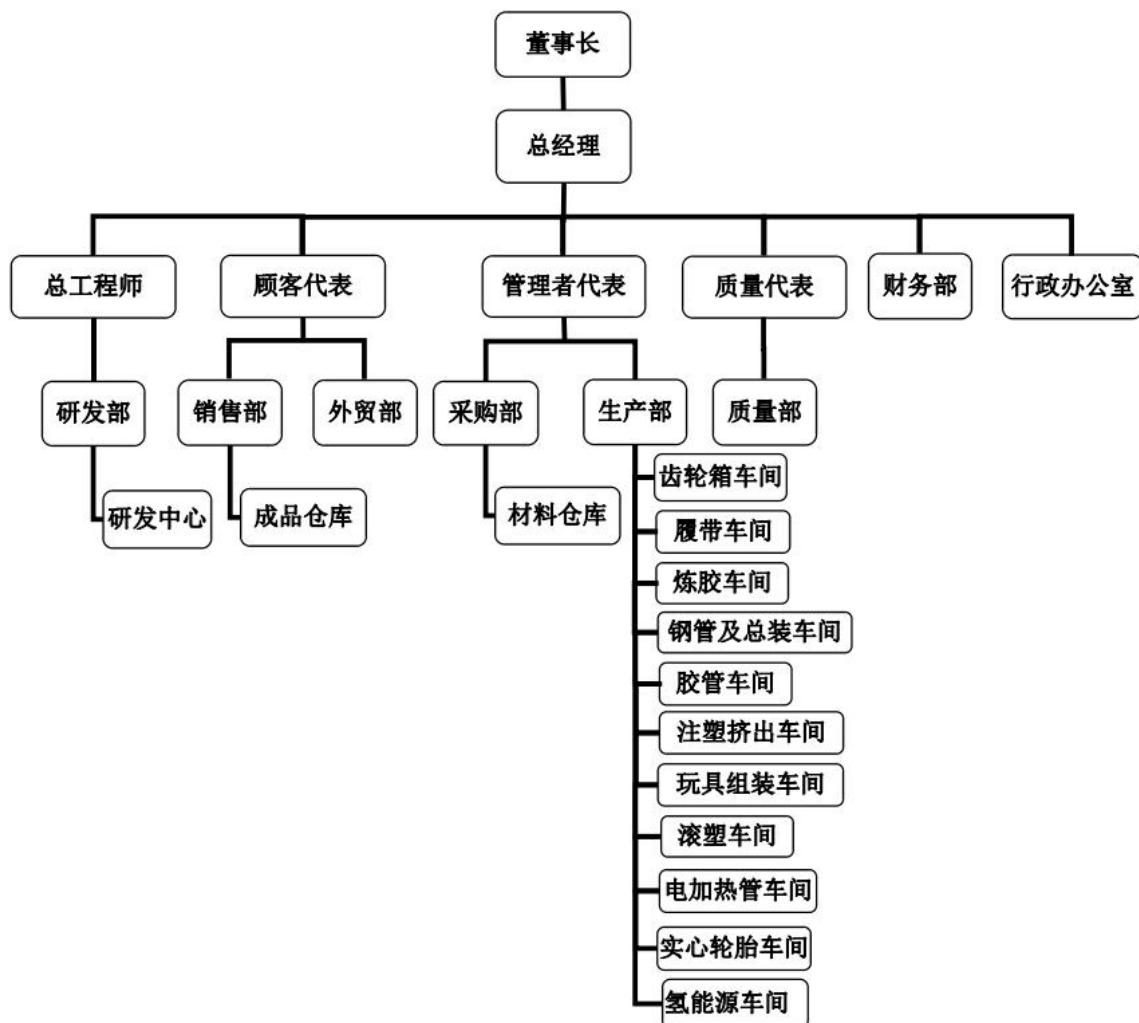 董事长
总经理
总工程师
顾客代表
管理者代表
质量代表
财务部
行政办公室
研发部
销售部
外贸部
采购部
生产部
质量部
研发中心
成品仓库
材料仓库
齿轮箱车间
履带车间
炼胶车间
钢管及总装车间
胶管车间
注塑挤出车间
玩具组装车间
滚塑车间
电加热管车间
实心轮胎车间
氢能源车间